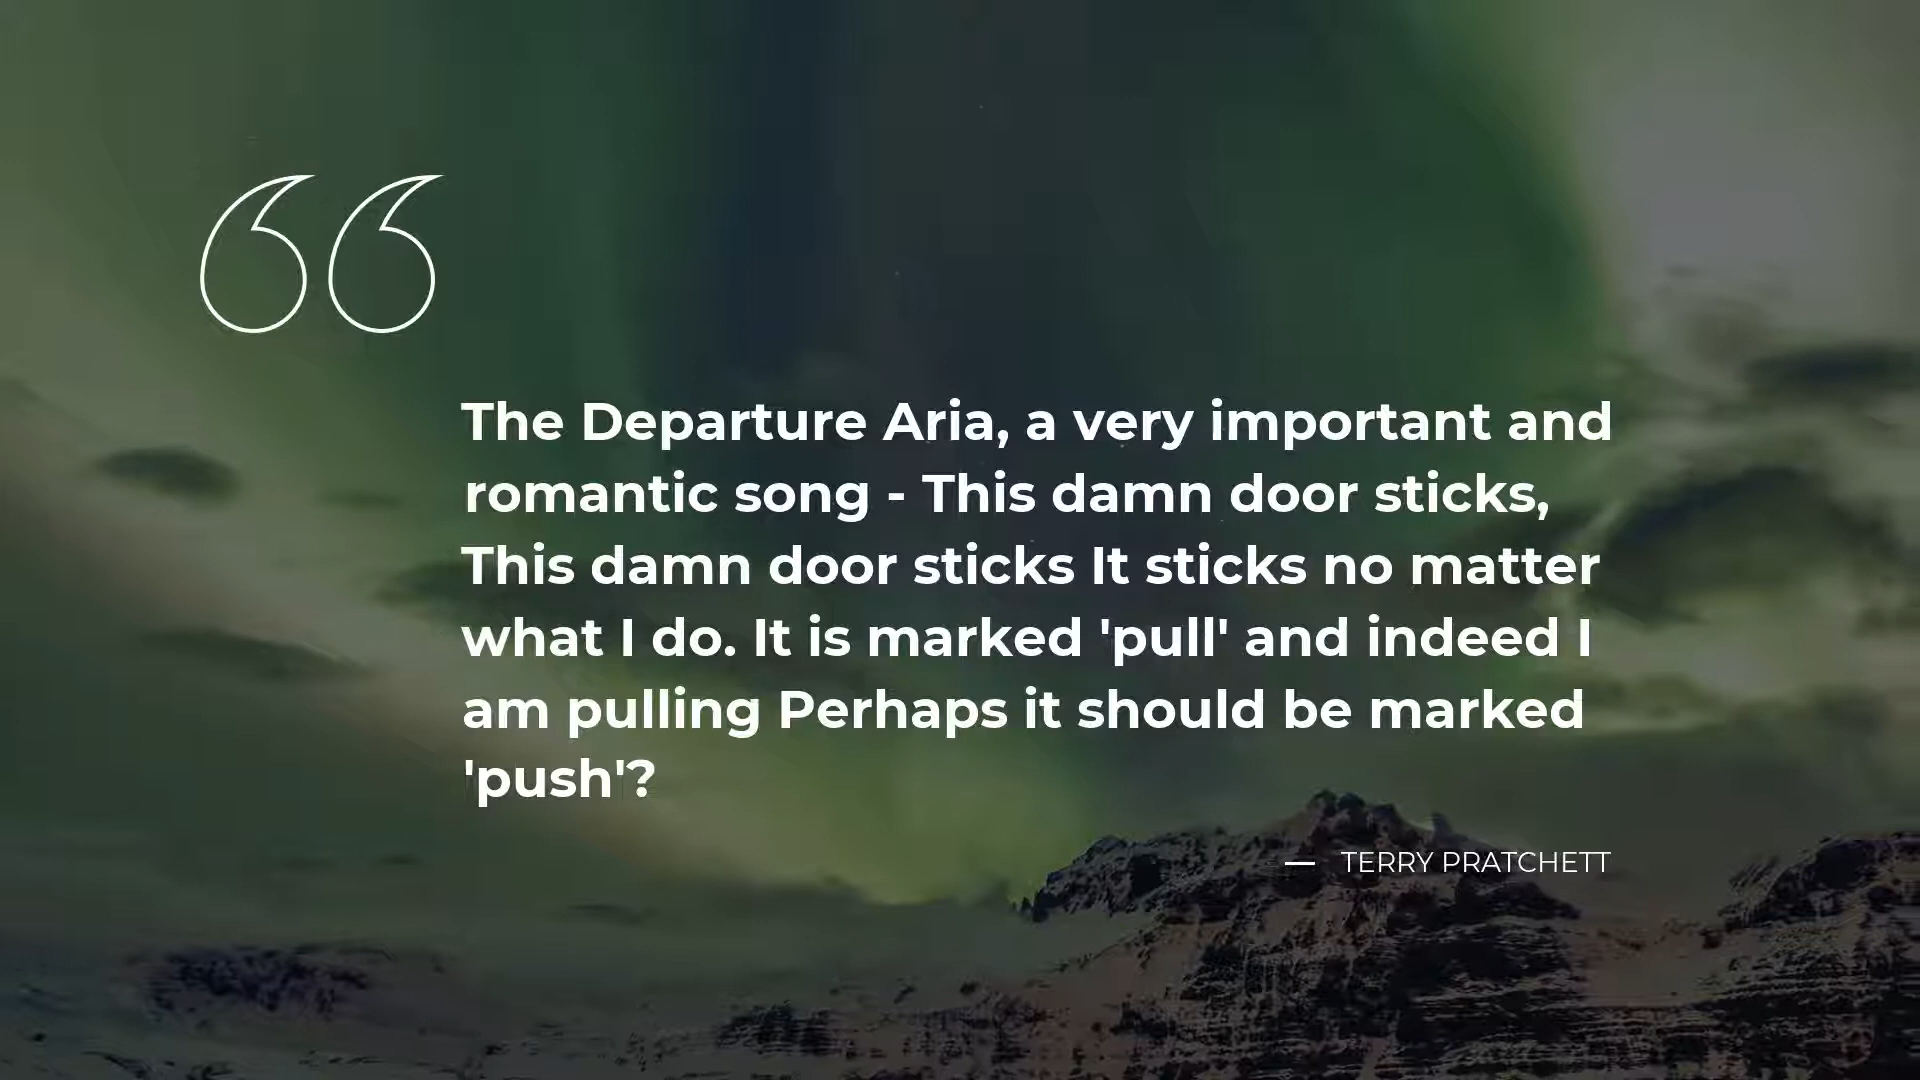 The Departure Aria, a very important and
romantic song - This damn door sticks,
This damn door sticks It sticks no matter
what I do. It is marked 'pull' and indeed I
am pulling Perhaps it should be marked
'push'?
— TERRY PRATCHETT